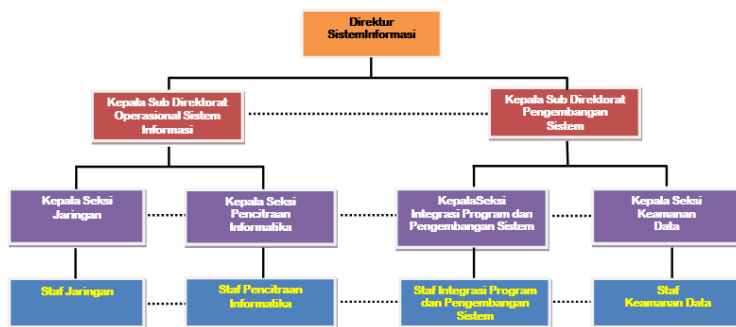 Direktur
SistemInformasi
Kepala Sub Direktorat
Operasional Sistem
Informasi
Kepala Sub Direktorat
Pengembangan
Sistem
Kepala Seksi
Jaringan
Kepala Seksi
Pencitraan
Informatika
KepalaSeksi
Integrasi Program dan
Pengembangan Sistem
Kepala Seksi
Keamanan
Data
Staf Jaringan
Staf Pencitraan
Informatika
Staf Integrasi Program
dan Pengembangan
Sistem
Staf
Keamanan Data